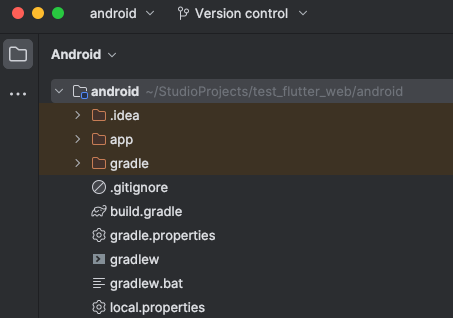 android Version control
Android
android ~/StudioProjects/test_flutter_web/android
.idea
app
gradle
.gitignore
build.gradle
gradle.properties
gradlew
gradlew.bat
local.properties